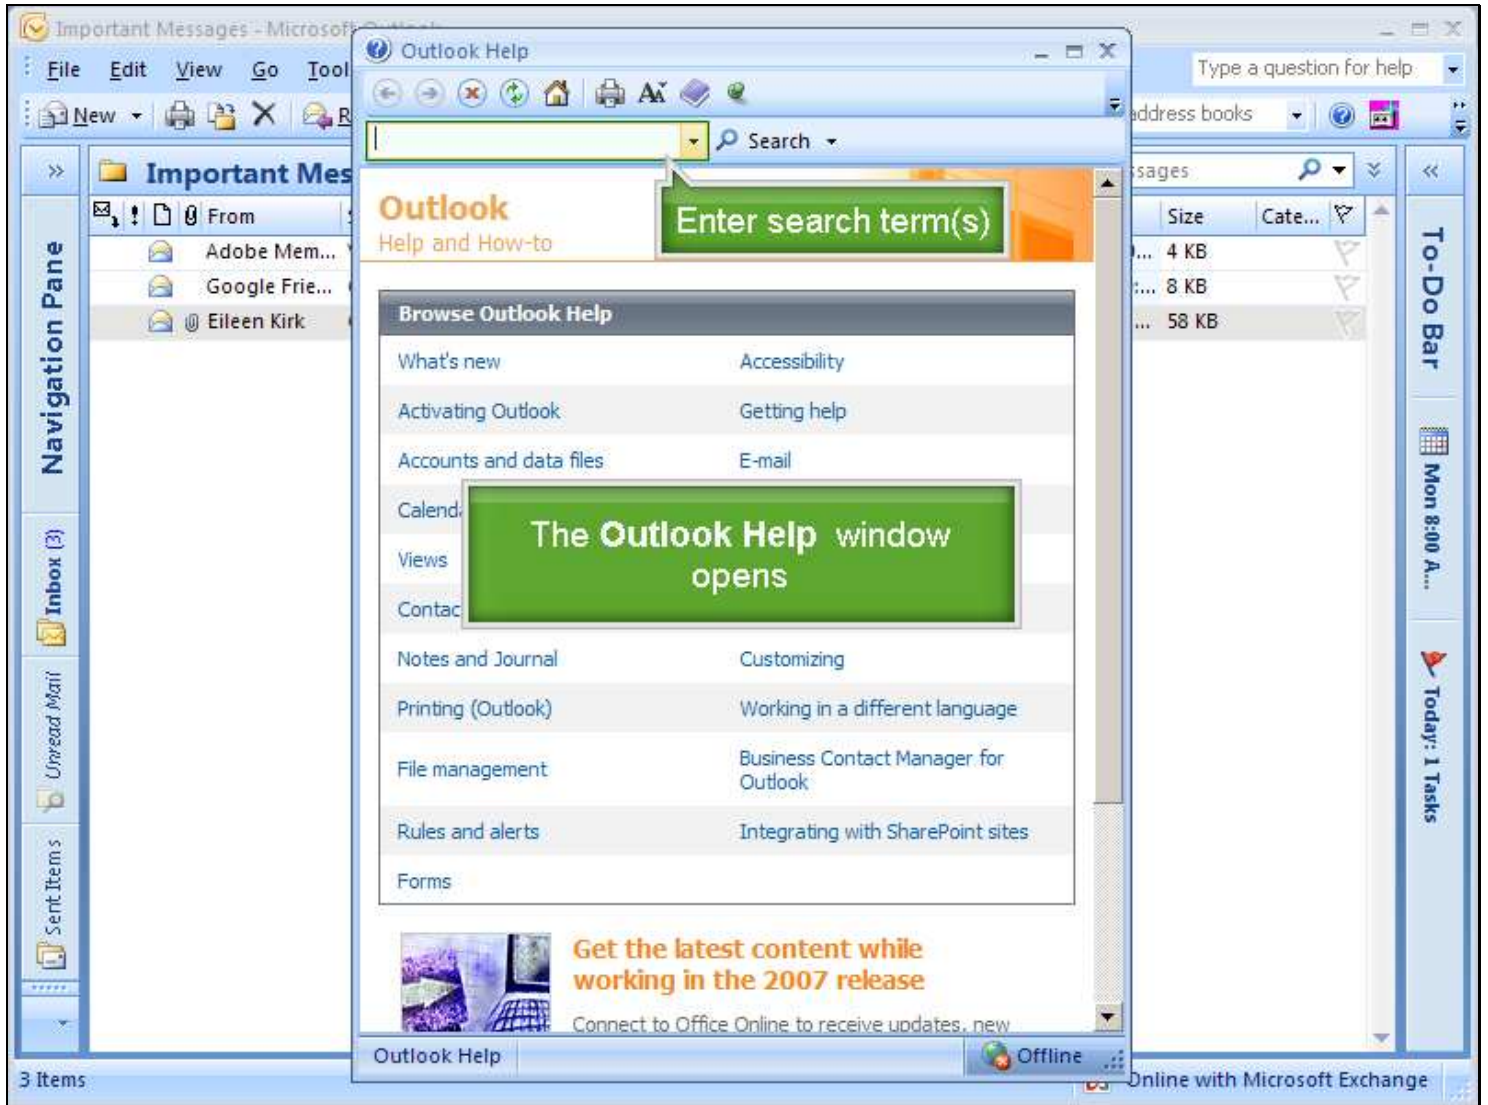 Important Messages - Microsoft
Outlook Help
File Edit View Go
Type a question for help
New
address books
Search
Important
Enter search term(s)
Outlook
Help and How-to
From
Size Cate...
Adobe Mem...
4 KB
Google Frie...
8 KB
Eileen Kirk
58 KB
Browse Outlook Help
What's new Accessibility
Activating Outlook Getting help
Accounts and data files E-mail
The Outlook Help window
opens
Views
Notes and Journal Customizing
Printing (Outlook) Working in a different language
File management Business Contact Manager for
Outlook
Rules and alerts Integrating with SharePoint sites
Forms
Get the latest content while
working in the 2007 release
Connect to Office Online to receive updates, new
Outlook Help Offline
3 Items
Online with Microsoft Exchange
Navigation Pane
Inbox (3)
Unread Mail
Sent Items
To-Do Bar
Mon 8:00 A...
Today: 1 Tasks